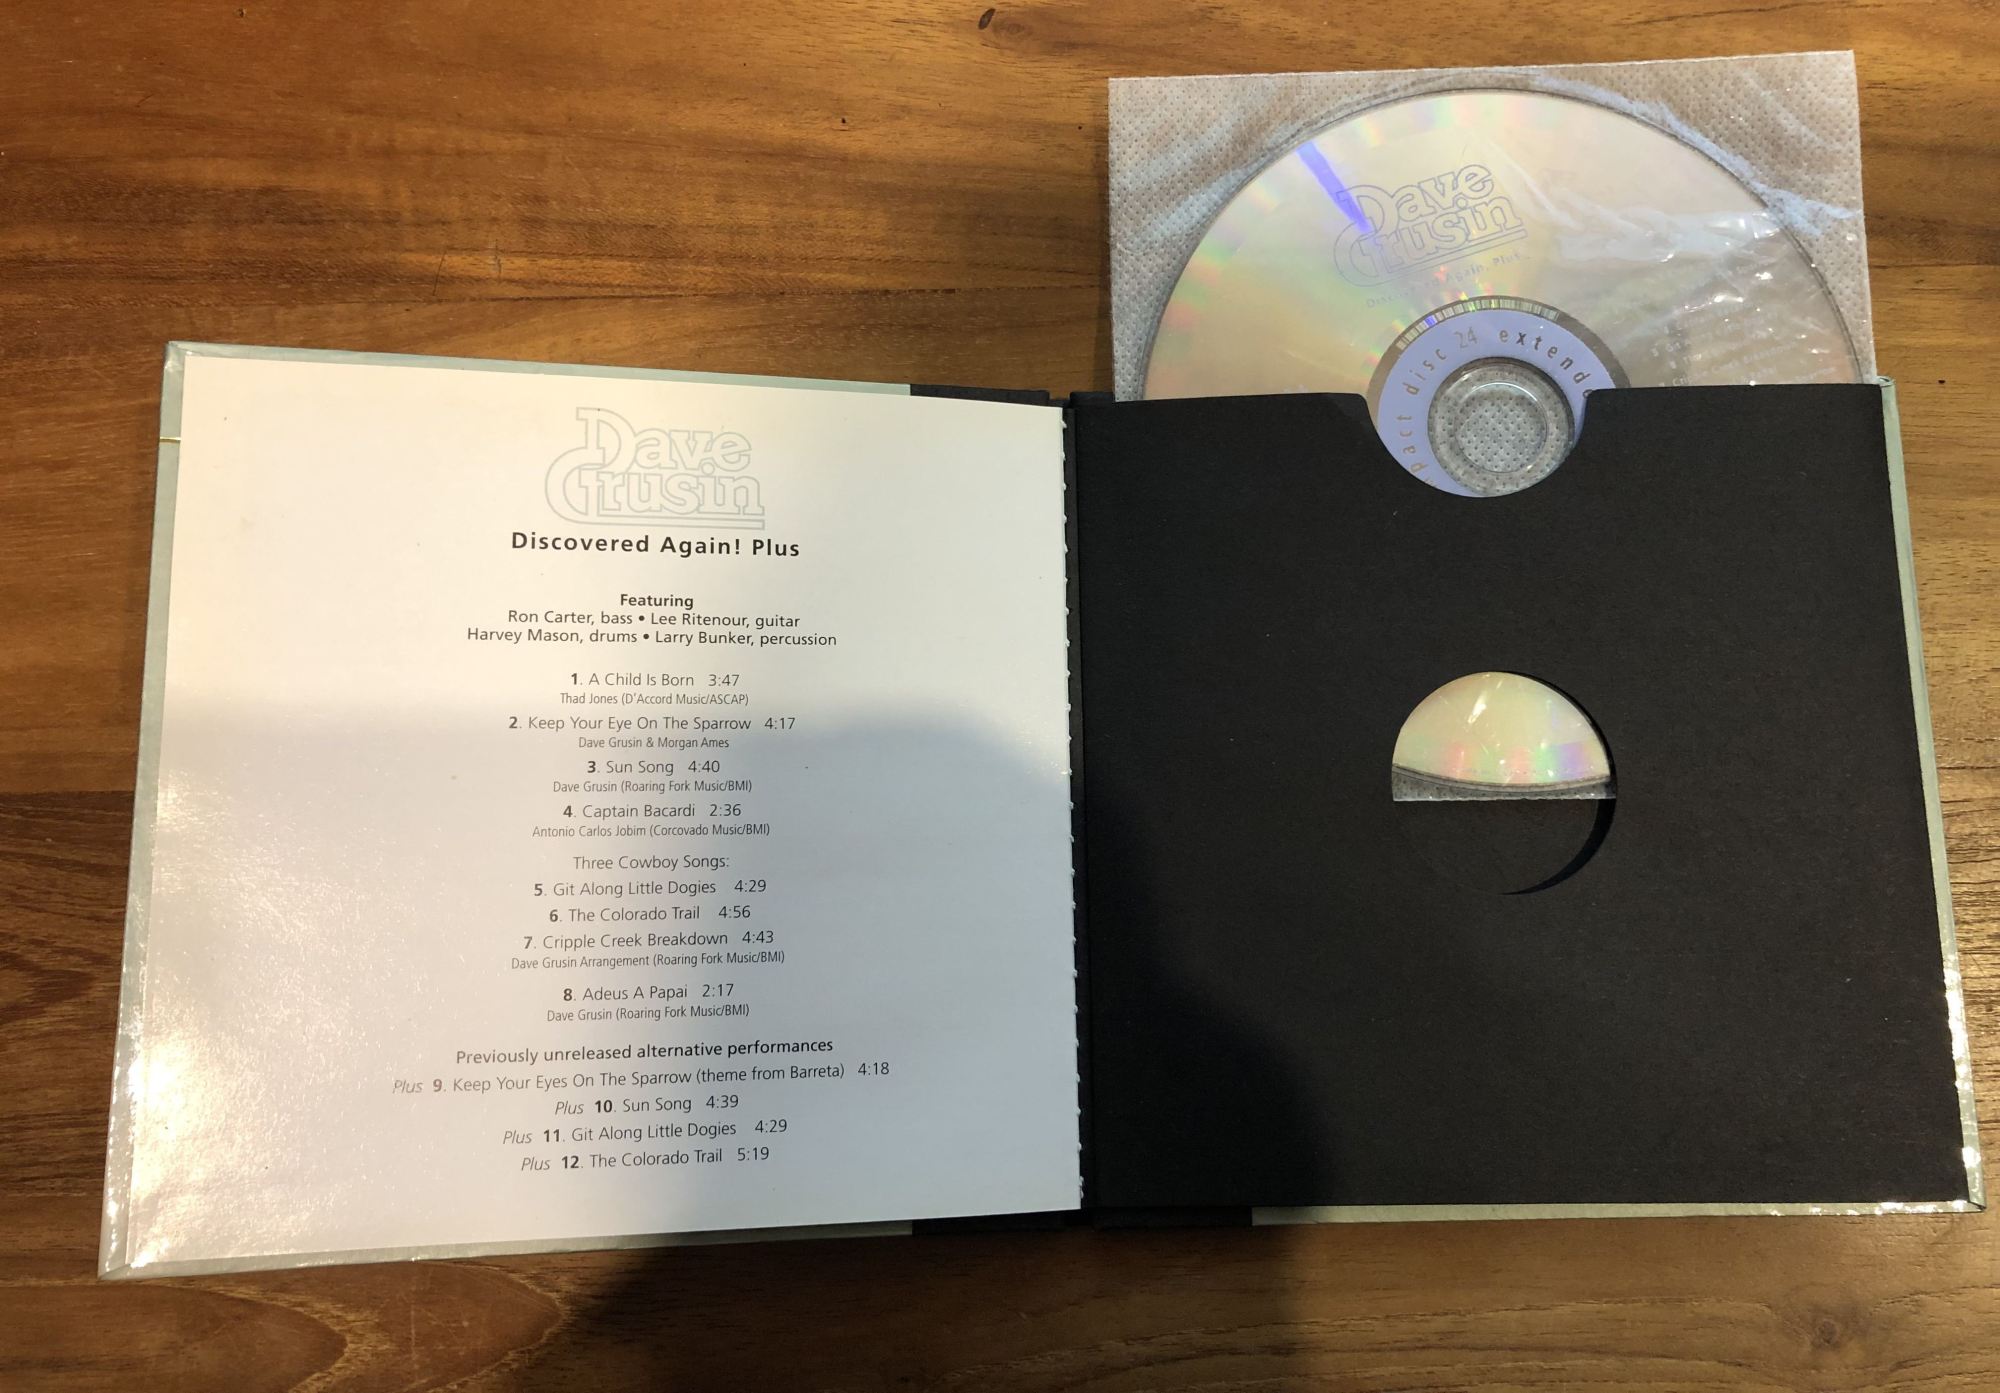 Dave
Grusin
Discovered Again! Plus
Featuring
Ron Carter, bass • Lee Ritenour, guitar
Harvey Mason, drums • Larry Bunker, percussion
1. A Child Is Born 3:47
Thad Jones (D'Accord Music/ASCAP)
2. Keep Your Eye On The Sparrow 4:17
Dave Grusin & Morgan Ames
3. Sun Song 4:40
Dave Grusin (Roaring Fork Music/BMI)
4. Captain Bacardi 2:36
Antonio Carlos Jobim (Corcovado Music/BMI)
Three Cowboy Songs:
5. Git Along Little Dogies 4:29
6. The Colorado Trail 4:56
7. Cripple Creek Breakdown 4:43
Dave Grusin Arrangement (Roaring Fork Music/BMI)
8. Adeus A Papai 2:17
Dave Grusin (Roaring Fork Music/BMI)
Previously unreleased alternative performances
Plus 9. Keep Your Eyes On The Sparrow (theme from Barreta) 4:18
Plus 10. Sun Song 4:39
Plus 11. Git Along Little Dogies 4:29
Plus 12. The Colorado Trail 5:19
Dave
Grusin
Discovered Again, Plus
pact disc 24 extende